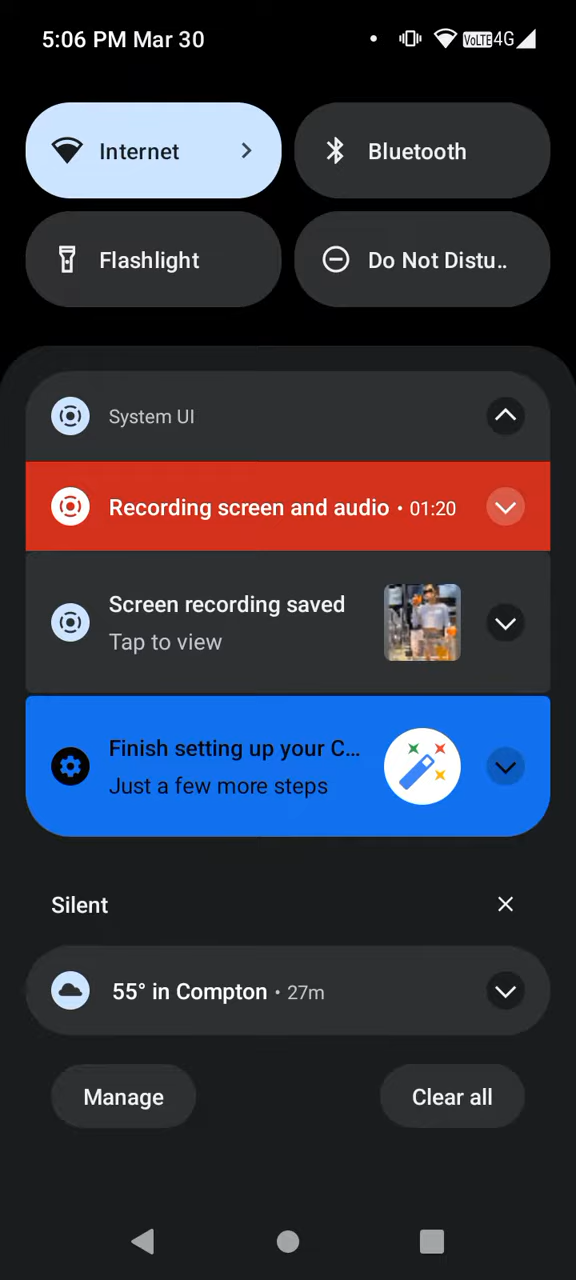 5:06 PM Mar 30
VoLTE 4G
Internet
Bluetooth
Flashlight
Do Not Distu..
System UI
Recording screen and audio • 01:20
Screen recording saved
Tap to view
Finish setting up your C...
Just a few more steps
Silent
55° in Compton • 27m
Manage
Clear all